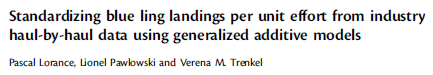 Standardizing blue ling landings per unit effort from industry
haul-by-haul data using generalized additive models
Pascal Lorance, Lionel Pawlowski and Verena M. Trenkel